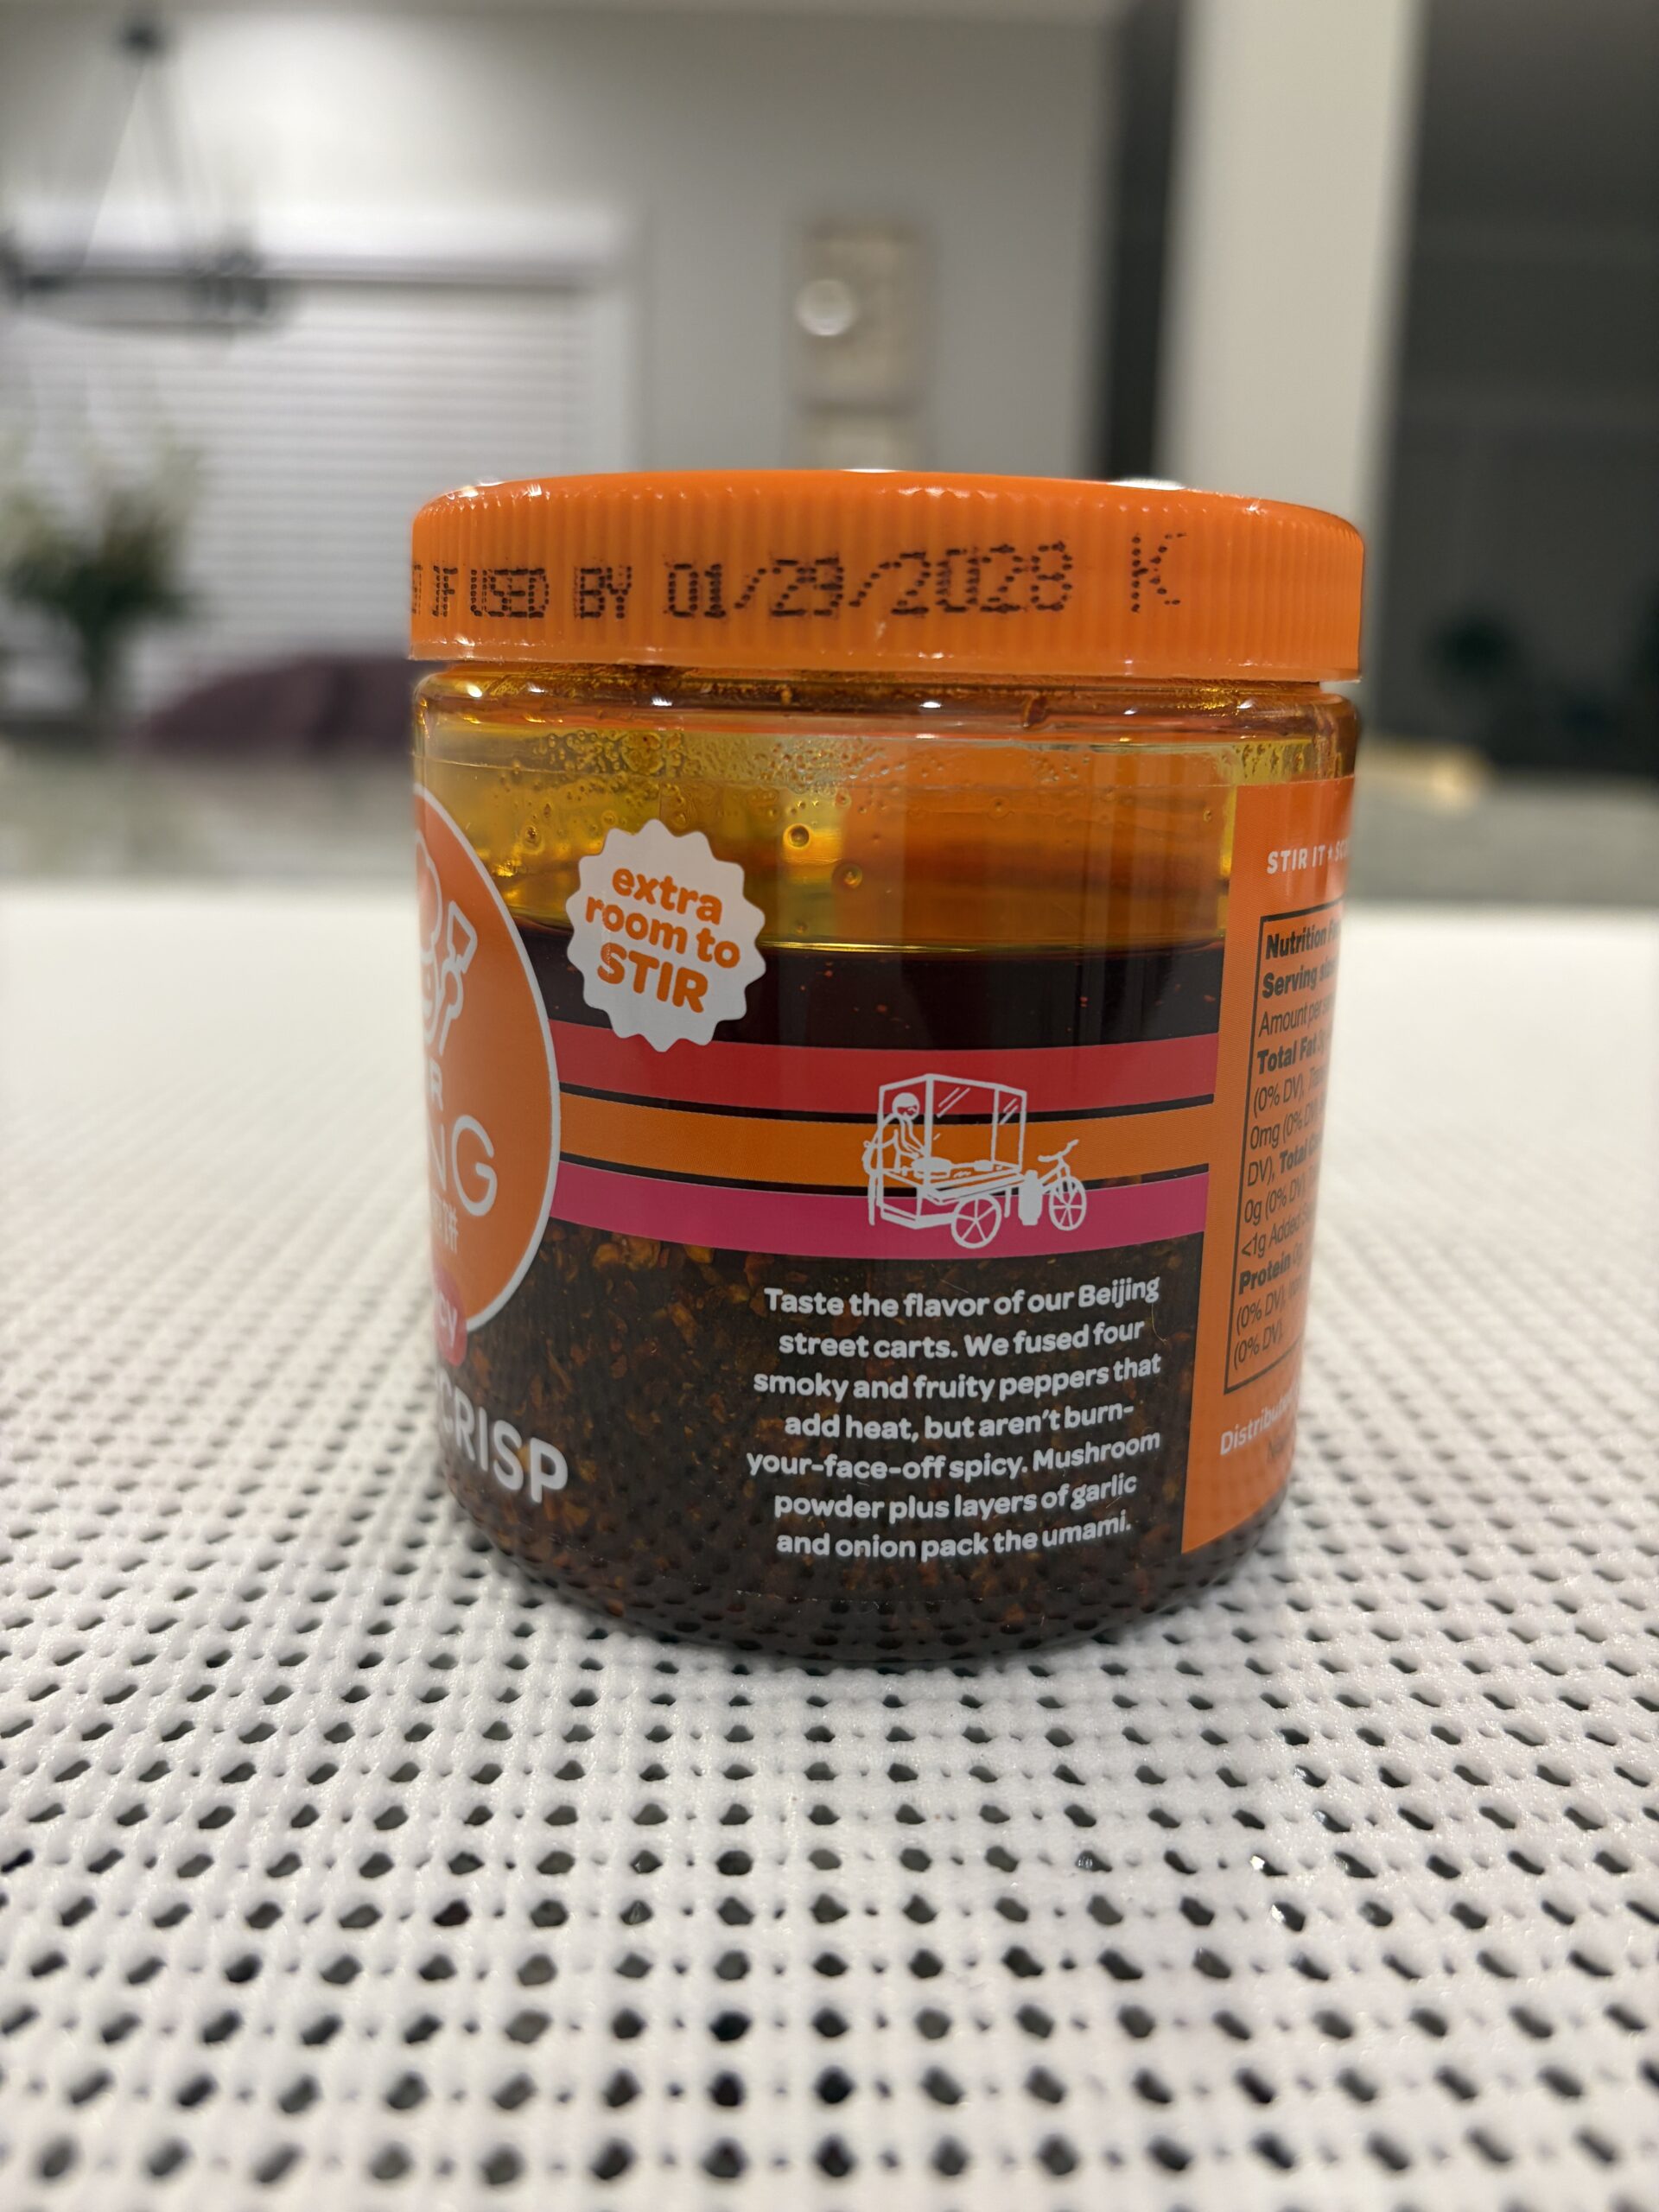 IF USED BY 01/29/2028 K
extra
room to
STIR
STIR IT
Nutrition
Serving
Amount per
Total Fat
(0% DV),
0mg (0%
DV), Total
0g (0% DV),
<1g Added
Protein
(0% DV),
(0% DV).
R
NG
CRISP
Taste the flavor of our Beijing
street carts. We fused four
smoky and fruity peppers that
add heat, but aren't burn-
your-face-off spicy. Mushroom
powder plus layers of garlic
and onion pack the umami.